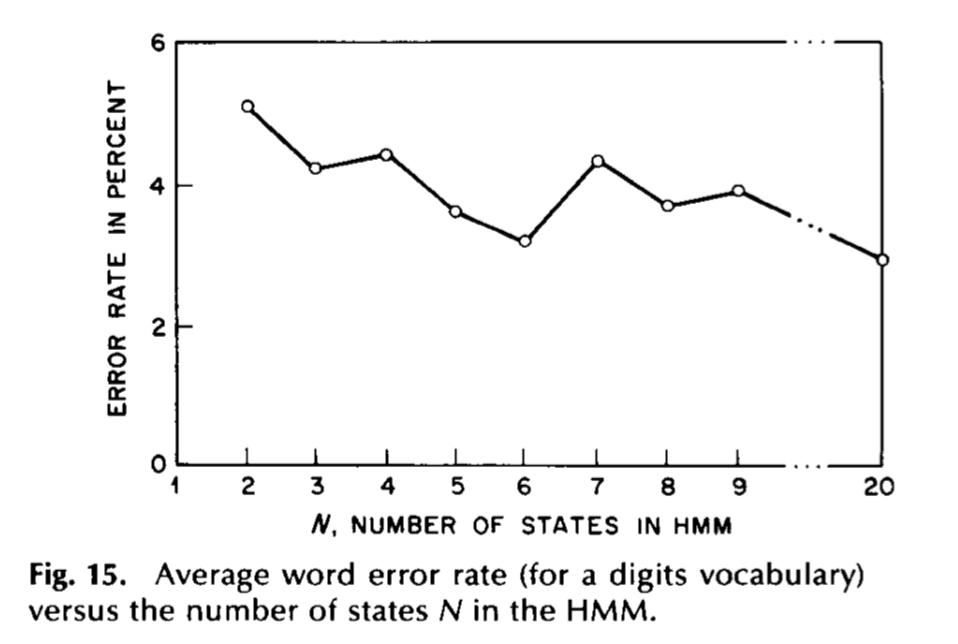 6
4
2
0
ERROR RATE IN PERCENT
1 2 3 4 5 6 7 8 9 20
N, NUMBER OF STATES IN HMM
Fig. 15. Average word error rate (for a digits vocabulary)
versus the number of states N in the HMM.